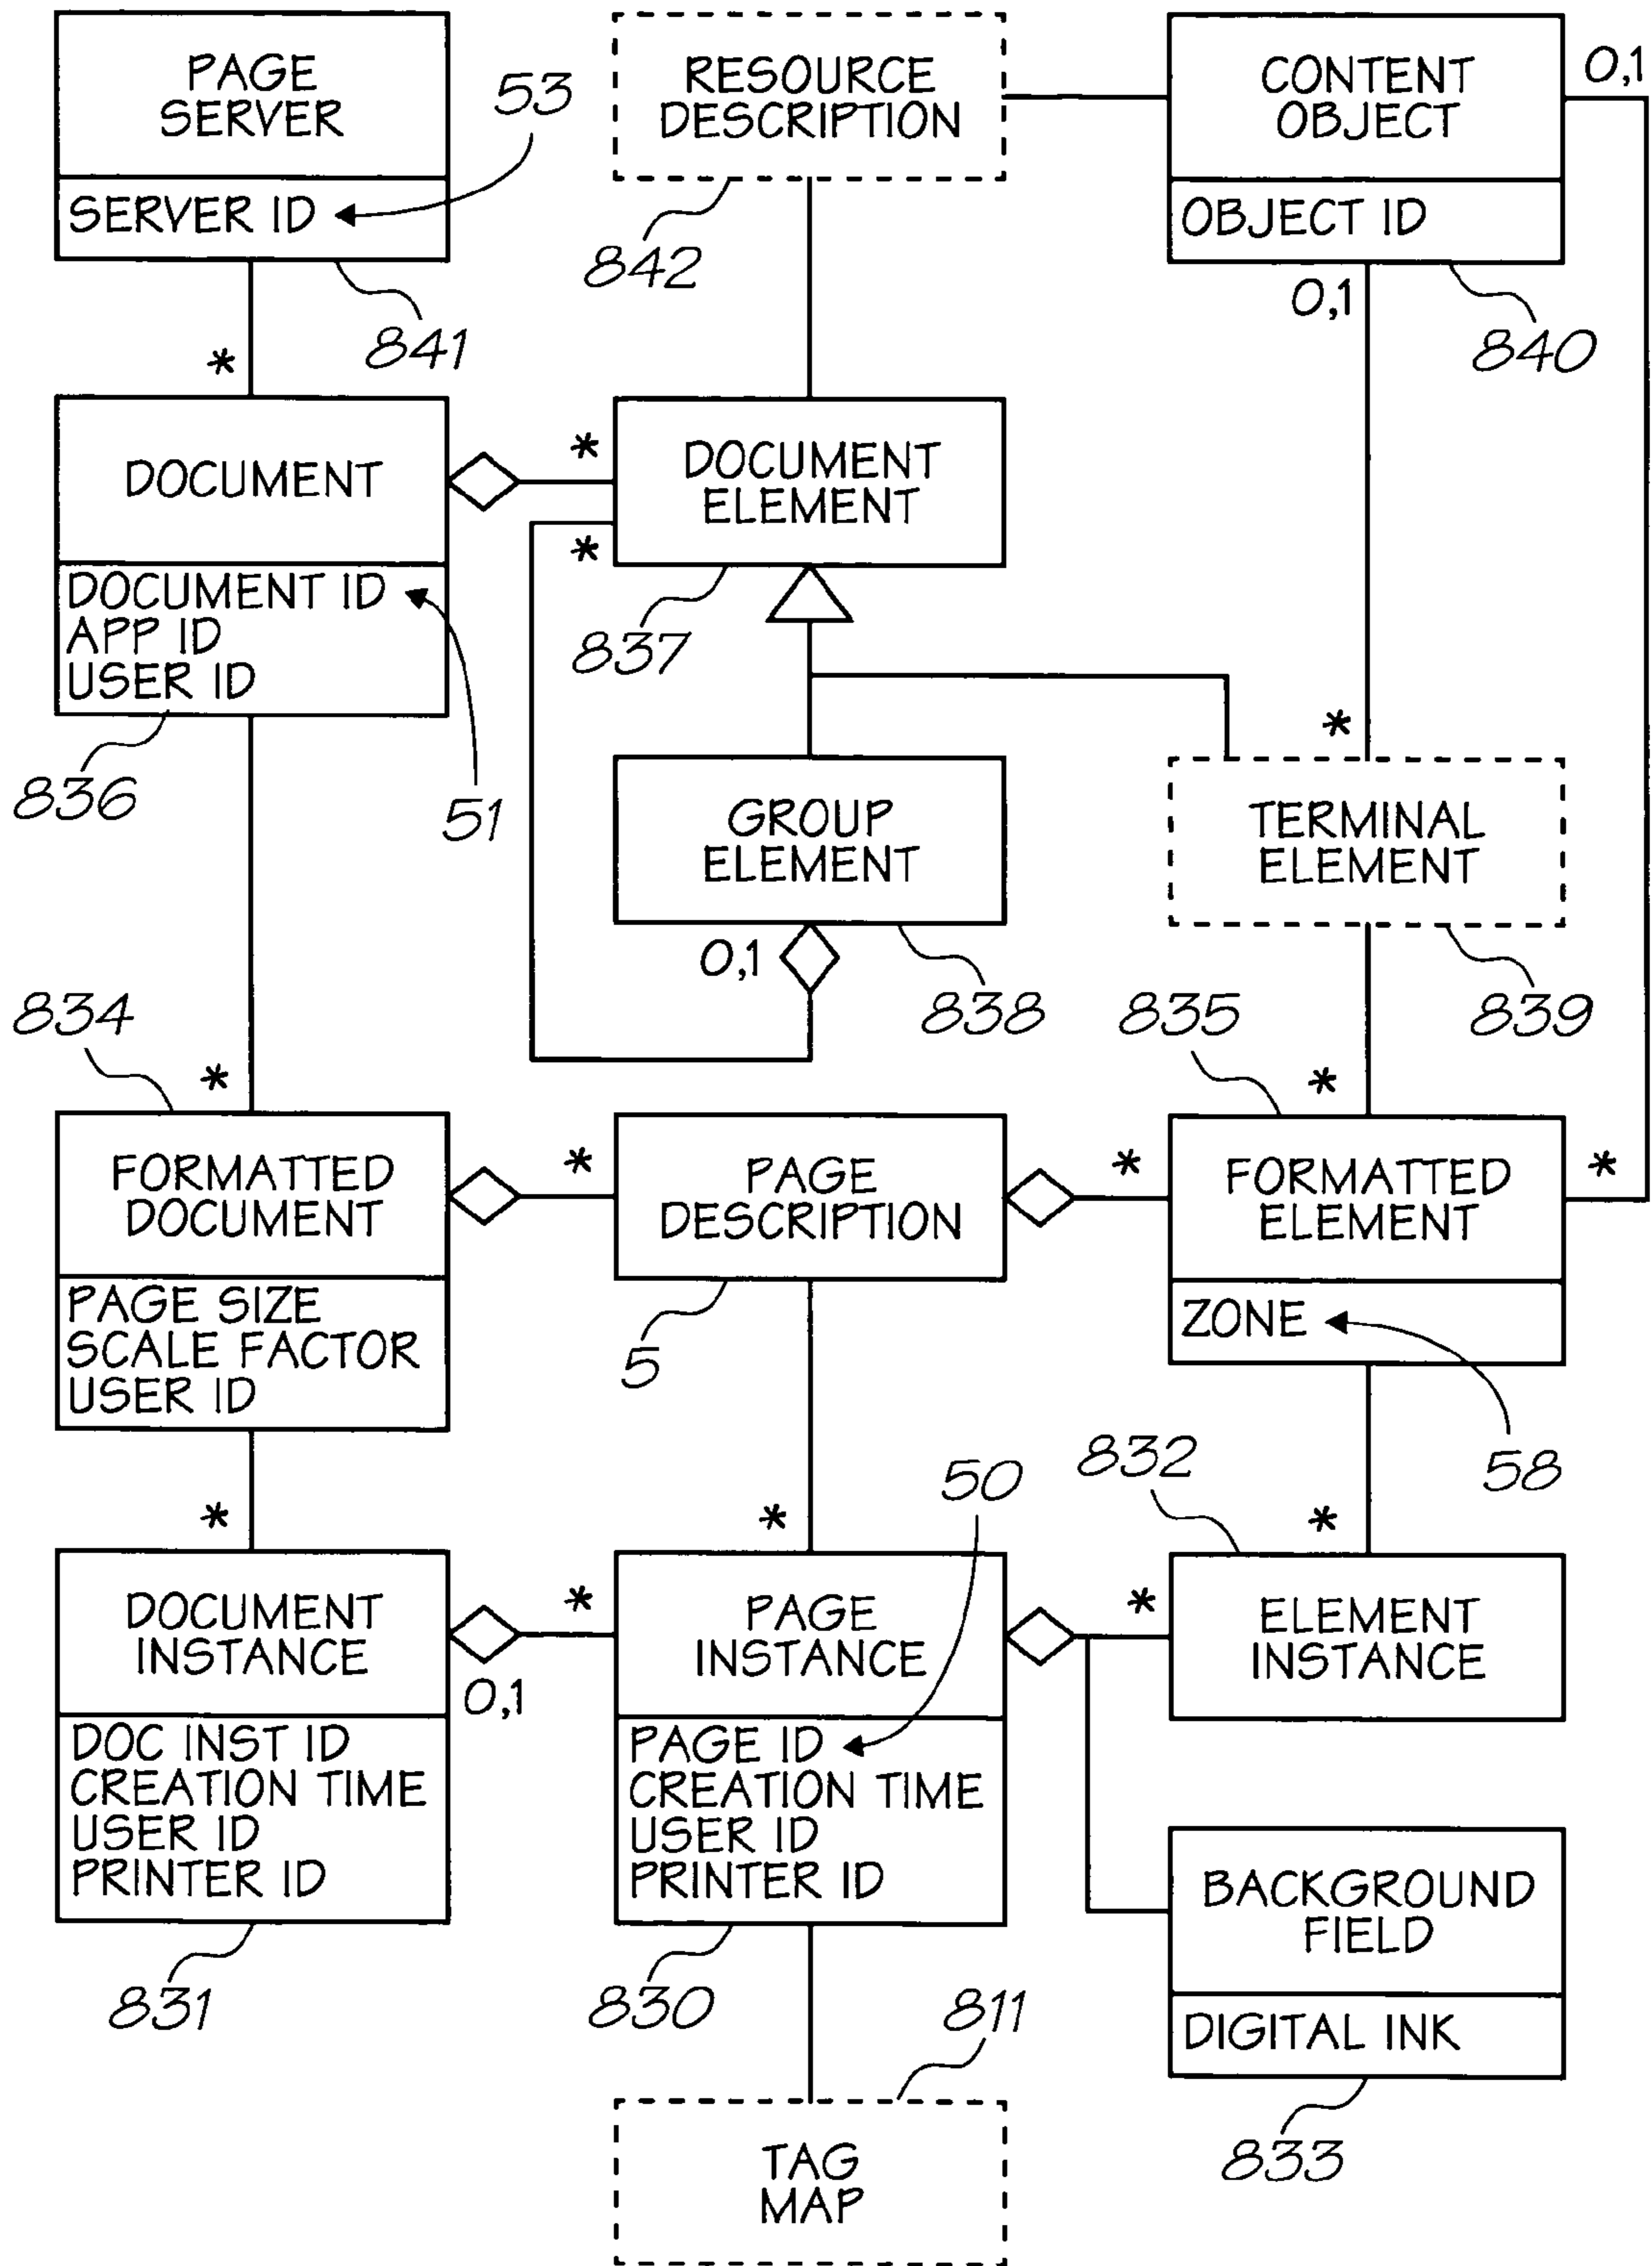 PAGE
SERVER
SERVER ID
53
841
RESOURCE
DESCRIPTION
842
CONTENT
OBJECT
OBJECT ID
0,1
0,1
840
*
DOCUMENT
DOCUMENT ID
APP ID
USER ID
836
51
*
DOCUMENT
ELEMENT
*
837
GROUP
ELEMENT
0,1
838
*
TERMINAL
ELEMENT
839
834
*
FORMATTED
DOCUMENT
PAGE SIZE
SCALE FACTOR
USER ID
*
PAGE
DESCRIPTION
5
835
*
*
FORMATTED
ELEMENT
*
ZONE
58
*
DOCUMENT
INSTANCE
0,1
DOC INST ID
CREATION TIME
USER ID
PRINTER ID
831
*
*
50
PAGE
INSTANCE
PAGE ID
CREATION TIME
USER ID
PRINTER ID
830
832
*
*
ELEMENT
INSTANCE
BACKGROUND
FIELD
DIGITAL INK
833
811
TAG
MAP